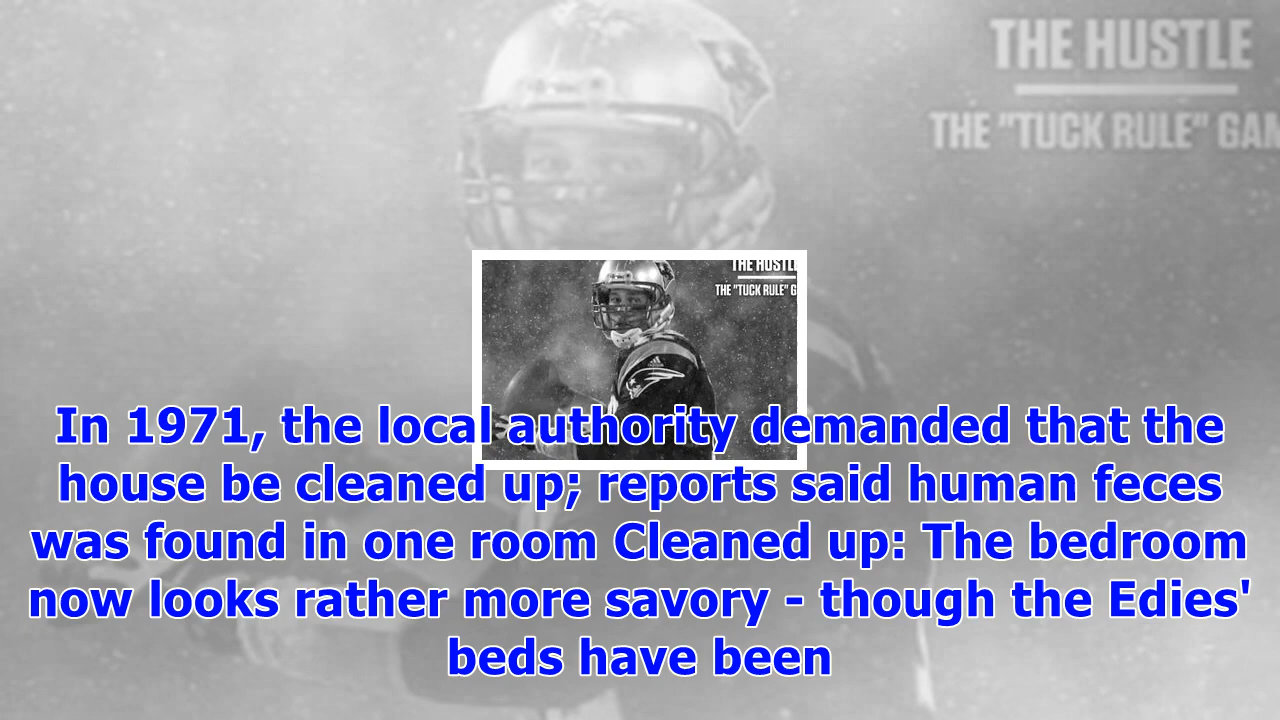 THE HUSTLE
THE "TUCK RULE" GAM
THE HUSTL
THE "TUCK RULE" G
In 1971, the local authority demanded that the
house be cleaned up; reports said human feces
was found in one room Cleaned up: The bedroom
now looks rather more savory - though the Edies'
beds have been